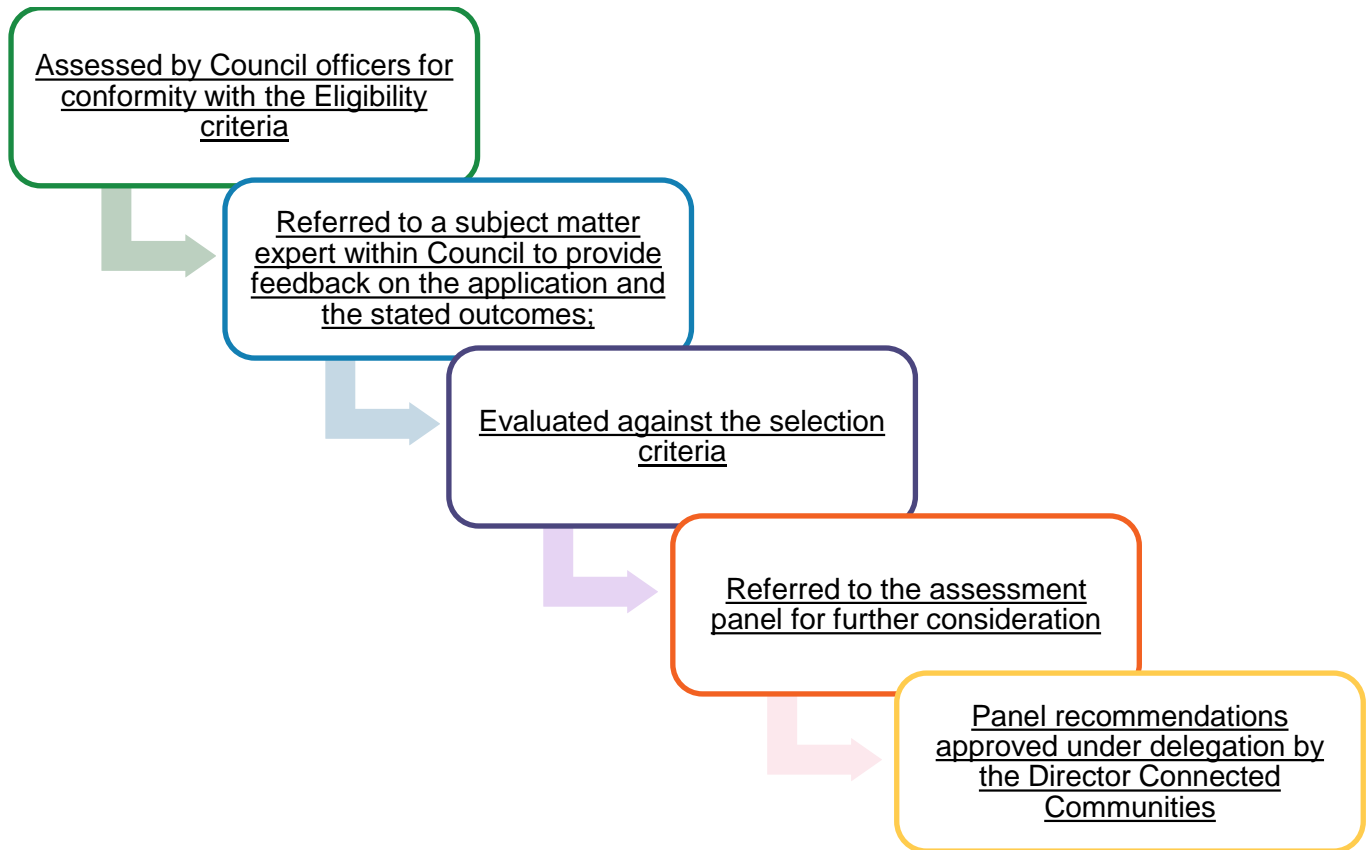 Assessed by Council officers for
conformity with the Eligibility
criteria
Referred to a subject matter
expert within Council to provide
feedback on the application and
the stated outcomes;
Evaluated against the selection
criteria
Referred to the assessment
panel for further consideration
Panel recommendations
approved under delegation by
the Director Connected
Communities